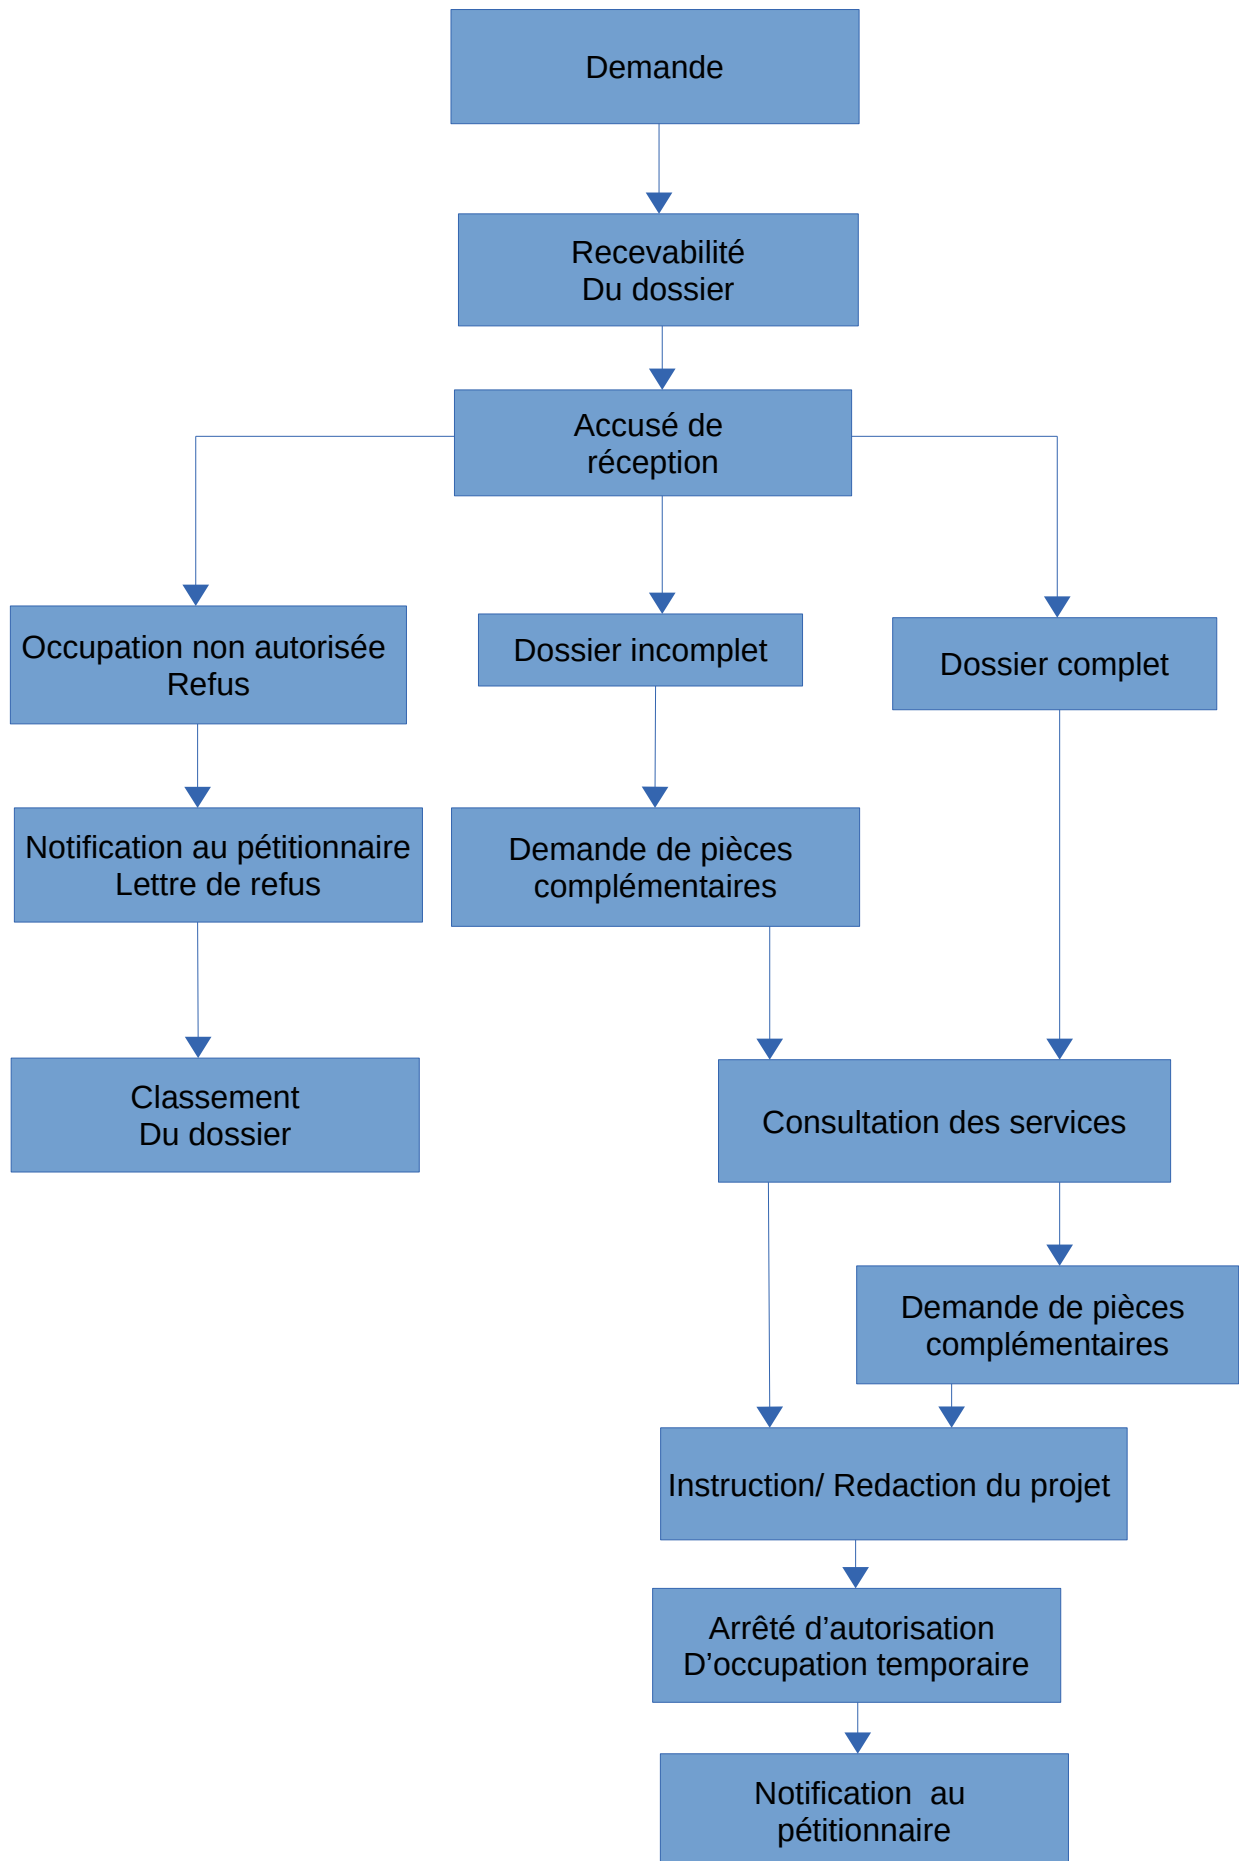 Demande
Recevabilité
Du dossier
Accusé de
réception
Occupation non autorisée
Refus
Dossier incomplet
Dossier complet
Notification au pétitionnaire
Lettre de refus
Demande de pièces
complémentaires
Classement
Du dossier
Consultation des services
Demande de pièces
complémentaires
Instruction/ Redaction du projet
Arrêté d’autorisation
D’occupation temporaire
Notification  au
pétitionnaire